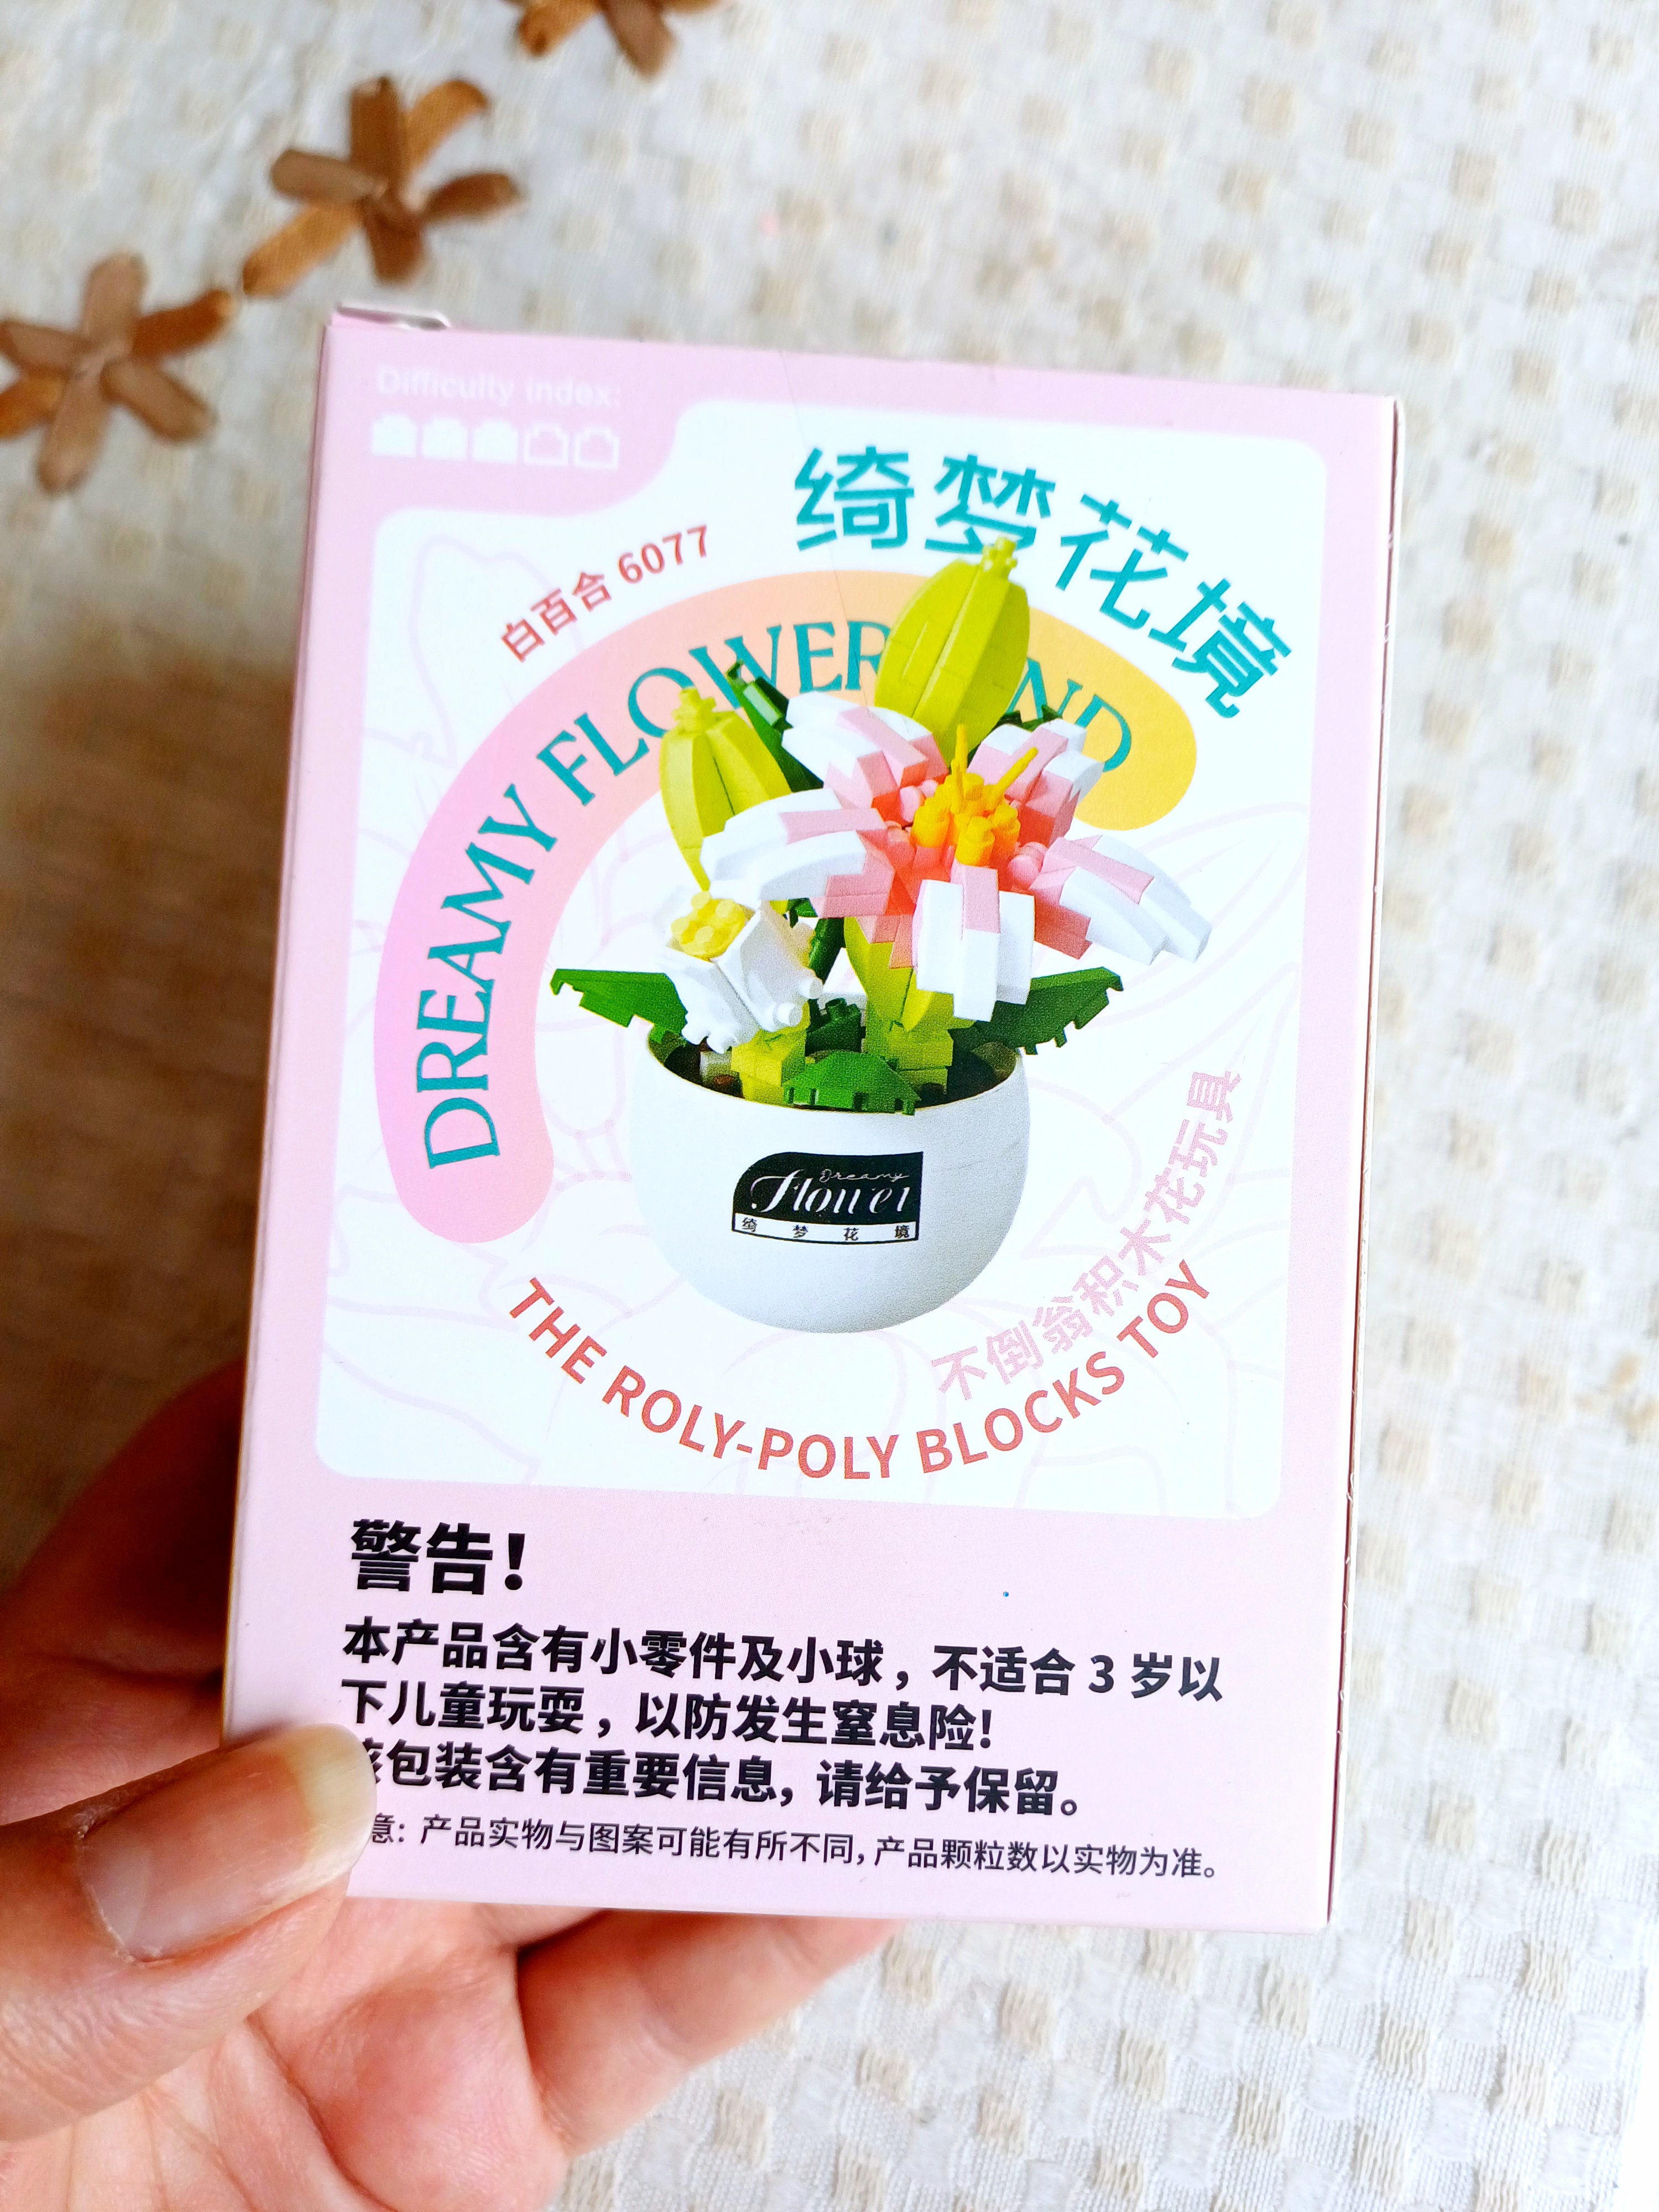 Difficulty index:
绮梦花境
白百合 6077
DREAMY FLOWER
Dreamy
Flower
绮梦花境
不倒翁积木花玩具
THE ROLY-POLY BLOCKS TOY
警告！
本产品含有小零件及小球，不适合 3 岁以
下儿童玩耍，以防发生窒息险！
包装含有重要信息，请给予保留。
意：产品实物与图案可能有所不同，产品颗粒数以实物为准。